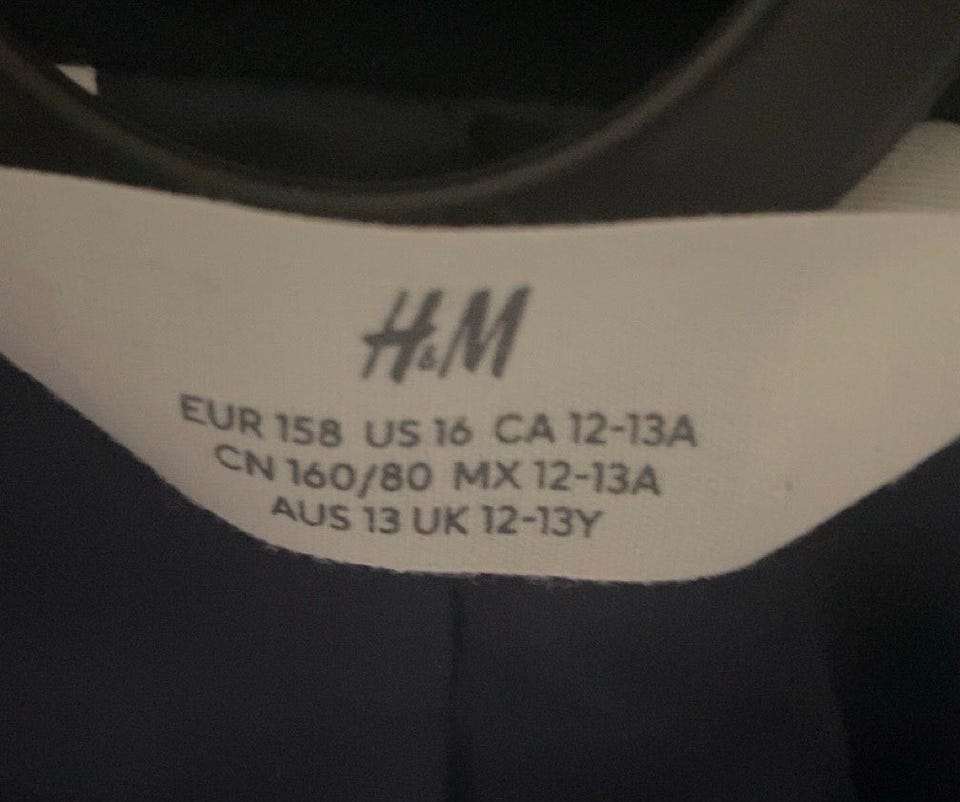 H&M
EUR 158 US 16 CA 12-13A
CN 160/80 MX 12-13A
AUS 13 UK 12-13Y